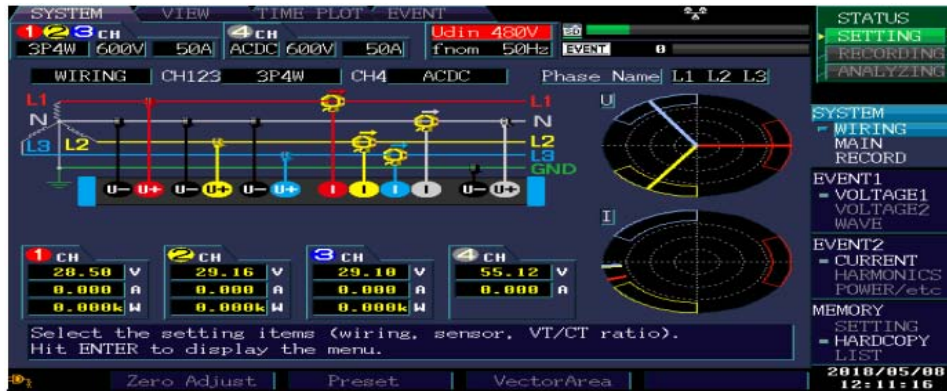 SYSTEM VIEW TIME PLOT EVENT
1 2 3 CH 4 CH Udin 480V SD
3P4W 600V 50A ACDC 600V 50A fnom 50Hz EVENT 0
WIRING CH123 3P4W CH4 ACDC Phase Name L1 L2 L3
L1 L1
N N
L3 L2 L2
L3
GND
U- U+ U- U+ U- U+ I I I I U- U+
U
I
1 CH 2 CH 3 CH 4 CH
28.50 V 29.16 V 29.10 V 55.12 V
0.000 A 0.000 A 0.000 A 0.000 A
0.000k W 0.000k W 0.000k W
Select the setting items (wiring, sensor, VT/CT ratio).
Hit ENTER to display the menu.
Zero Adjust Preset VectorArea
STATUS
SETTING
RECORDING
ANALYZING
SYSTEM
WIRING
MAIN
RECORD
EVENT1
VOLTAGE1
VOLTAGE2
WAVE
EVENT2
CURRENT
HARMONICS
POWER/etc
MEMORY
SETTING
HARDCOPY
LIST
2018/05/08
12:11:16